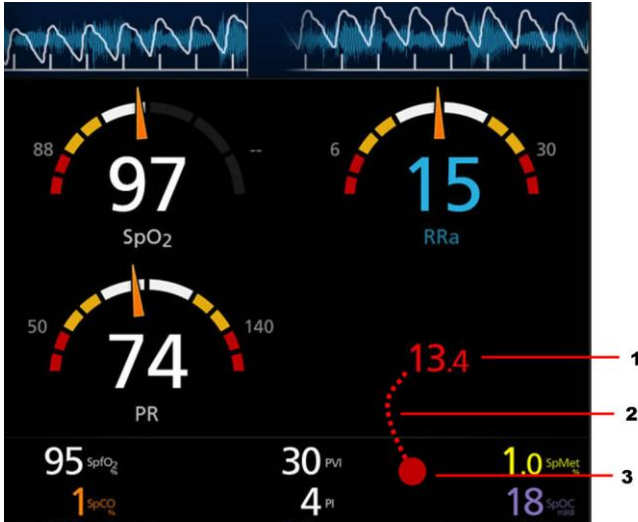 88
97
--
SpO2
6
15
30
RRa
50
74
140
PR
13.4
1
2
3
95 SpfO2 %
30 PVI
1.0 SpMet %
1 SpCO %
4 PI
18 SpOC ml/dl